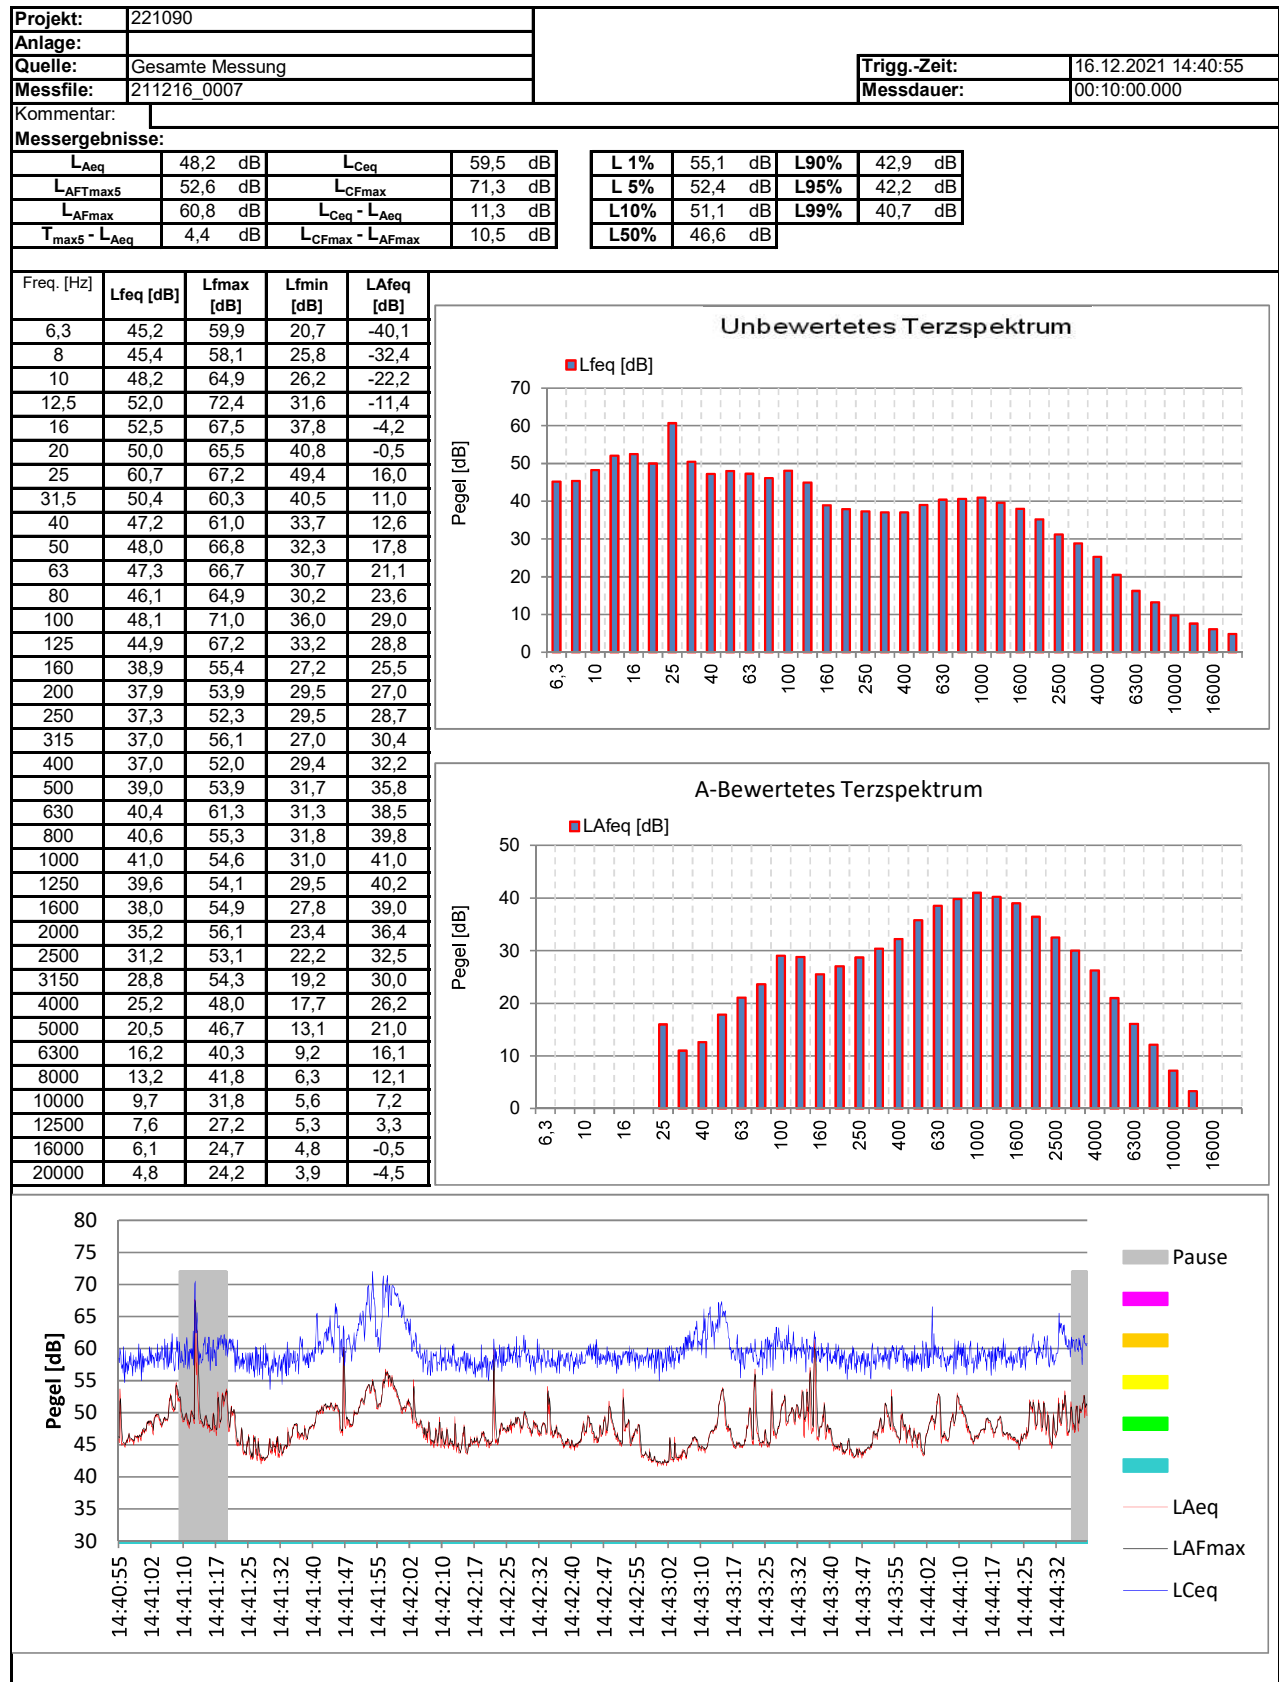 Projekt: 221090
Anlage:
Quelle: Gesamte Messung Trigg.-Zeit: 16.12.2021 14:40:55
Messfile: 211216_0007 Messdauer: 00:10:00.000
Kommentar:
Messergebnisse:
LAeq 48,2 dB LCeq 59,5 dB L 1% 55,1 dB L90% 42,9 dB
LAFTmax5 52,6 dB LCFmax 71,3 dB L 5% 52,4 dB L95% 42,2 dB
LAFmax 60,8 dB LCeq - LAeq 11,3 dB L10% 51,1 dB L99% 40,7 dB
Tmax5 - LAeq 4,4 dB LCFmax - LAFmax 10,5 dB L50% 46,6 dB
Freq. [Hz] Lfeq [dB] Lfmax [dB] Lfmin [dB] LAfeq [dB]
6,3 45,2 59,9 20,7 -40,1
8 45,4 58,1 25,8 -32,4
10 48,2 64,9 26,2 -22,2
12,5 52,0 72,4 31,6 -11,4
16 52,5 67,5 37,8 -4,2
20 50,0 65,5 40,8 -0,5
25 60,7 67,2 49,4 16,0
31,5 50,4 60,3 40,5 11,0
40 47,2 61,0 33,7 12,6
50 48,0 66,8 32,3 17,8
63 47,3 66,7 30,7 21,1
80 46,1 64,9 30,2 23,6
100 48,1 71,0 36,0 29,0
125 44,9 67,2 33,2 28,8
160 38,9 55,4 27,2 25,5
200 37,9 53,9 29,5 27,0
250 37,3 52,3 29,5 28,7
315 37,0 56,1 27,0 30,4
400 37,0 52,0 29,4 32,2
500 39,0 53,9 31,7 35,8
630 40,4 61,3 31,3 38,5
800 40,6 55,3 31,8 39,8
1000 41,0 54,6 31,0 41,0
1250 39,6 54,1 29,5 40,2
1600 38,0 54,9 27,8 39,0
2000 35,2 56,1 23,4 36,4
2500 31,2 53,1 22,2 32,5
3150 28,8 54,3 19,2 30,0
4000 25,2 48,0 17,7 26,2
5000 20,5 46,7 13,1 21,0
6300 16,2 40,3 9,2 16,1
8000 13,2 41,8 6,3 12,1
10000 9,7 31,8 5,6 7,2
12500 7,6 27,2 5,3 3,3
16000 6,1 24,7 4,8 -0,5
20000 4,8 24,2 3,9 -4,5
Unbewertetes Terzspektrum
Lfeq [dB]
Pegel [dB]
70
60
50
40
30
20
10
0
6,3 10 16 25 40 63 100 160 250 400 630 1000 1600 2500 4000 6300 10000 16000
A-Bewertetes Terzspektrum
LAfeq [dB]
Pegel [dB]
50
40
30
20
10
0
6,3 10 16 25 40 63 100 160 250 400 630 1000 1600 2500 4000 6300 10000 16000
Pegel [dB]
80
75
70
65
60
55
50
45
40
35
30
14:40:55 14:41:02 14:41:10 14:41:17 14:41:25 14:41:32 14:41:40 14:41:47 14:41:55 14:42:02 14:42:10 14:42:17 14:42:25 14:42:32 14:42:40 14:42:47 14:42:55 14:43:02 14:43:10 14:43:17 14:43:25 14:43:32 14:43:40 14:43:47 14:43:55 14:44:02 14:44:10 14:44:17 14:44:25 14:44:32
Pause
LAeq
LAFmax
LCeq